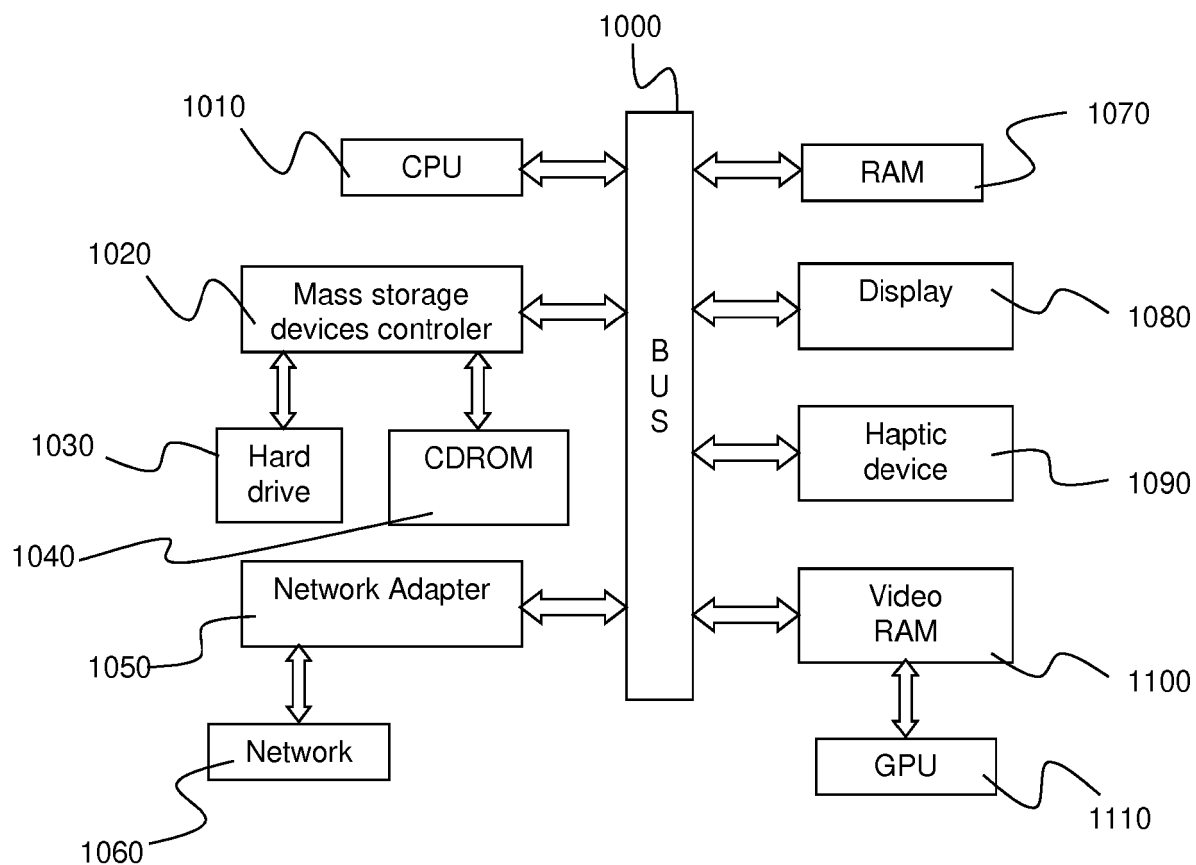 1000
1010
CPU
1070
RAM
1020
Mass storage
devices controler
Display
1080
B
U
S
1030
Hard
drive
CDROM
Haptic
device
1090
1040
Network Adapter
1050
Video
RAM
1100
Network
1060
GPU
1110